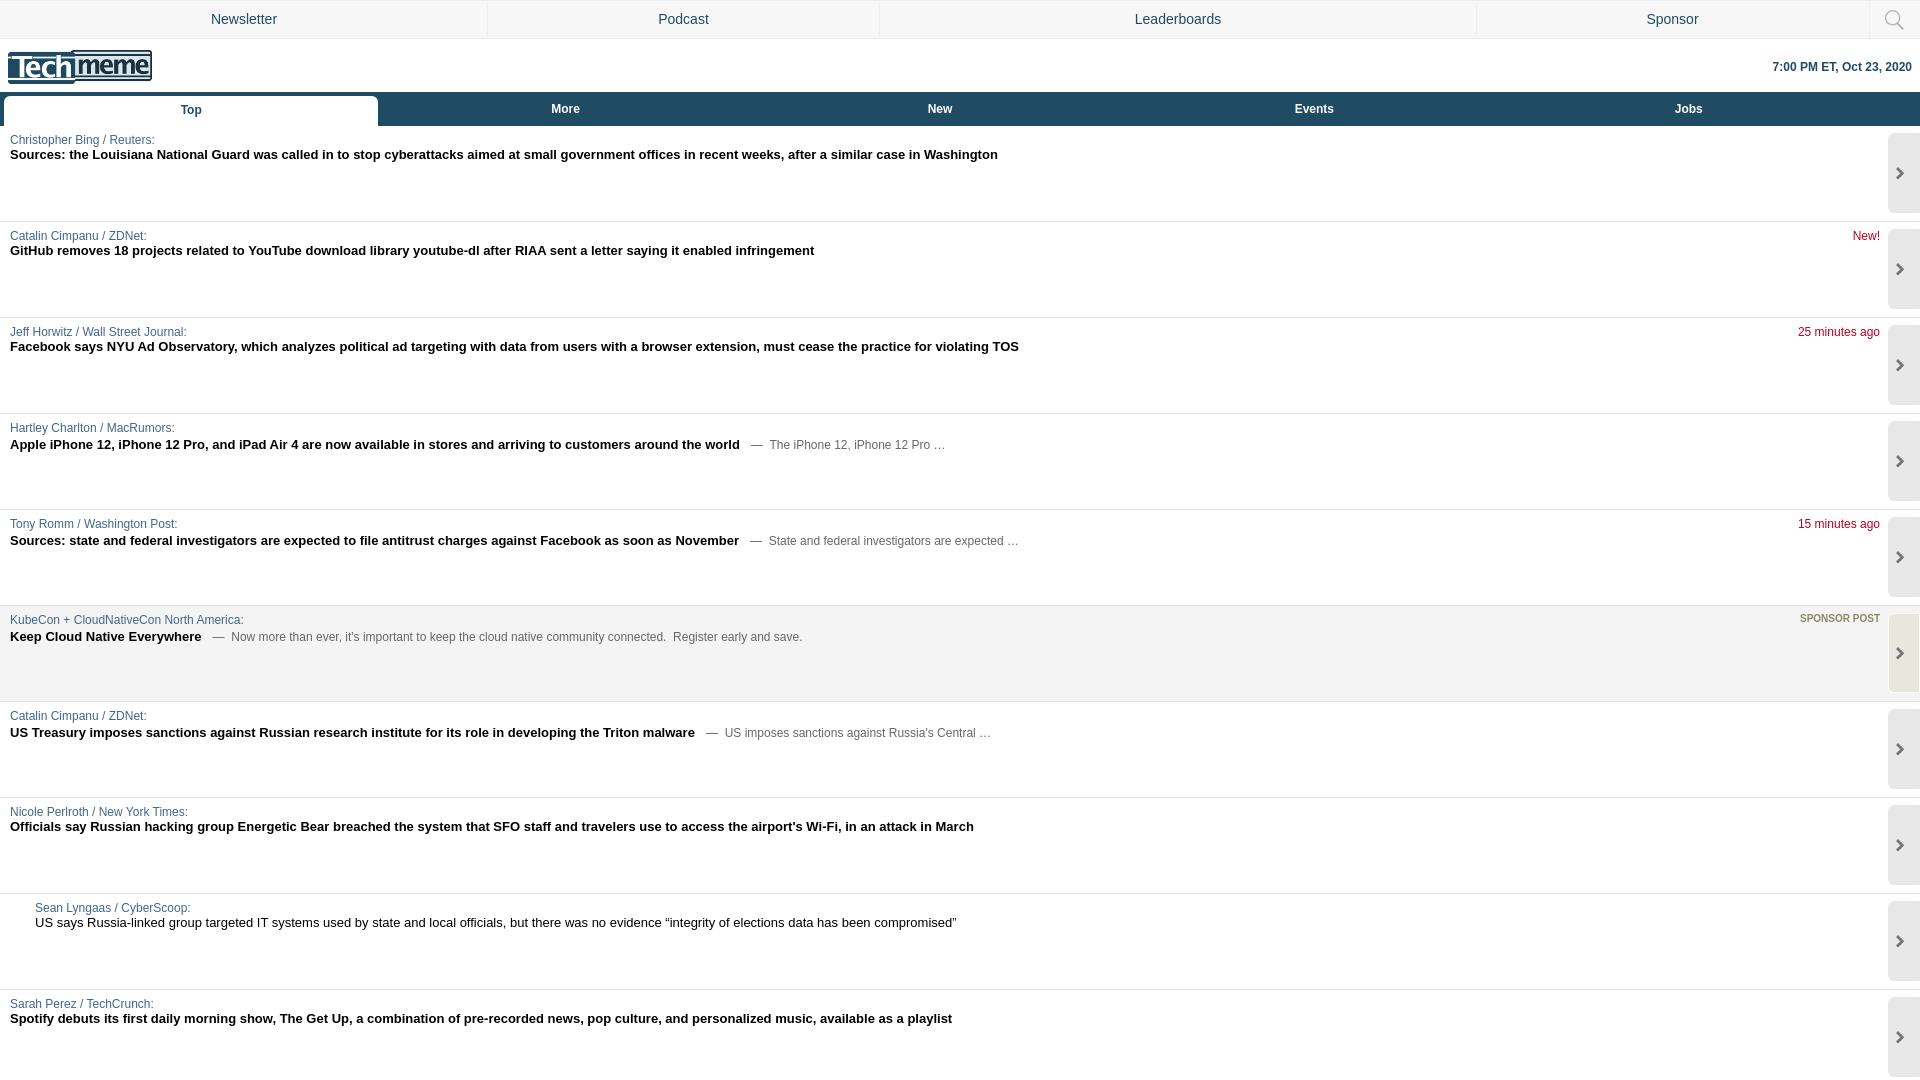 Newsletter
Podcast
Leaderboards
Sponsor
Techmeme
7:00 PM ET, Oct 23, 2020
Top
More
New
Events
Jobs
Christopher Bing / Reuters:
Sources: the Louisiana National Guard was called in to stop cyberattacks aimed at small government offices in recent weeks, after a similar case in Washington
Catalin Cimpanu / ZDNet:
New!
GitHub removes 18 projects related to YouTube download library youtube-dl after RIAA sent a letter saying it enabled infringement
Jeff Horwitz / Wall Street Journal:
25 minutes ago
Facebook says NYU Ad Observatory, which analyzes political ad targeting with data from users with a browser extension, must cease the practice for violating TOS
Hartley Charlton / MacRumors:
Apple iPhone 12, iPhone 12 Pro, and iPad Air 4 are now available in stores and arriving to customers around the world — The iPhone 12, iPhone 12 Pro …
Tony Romm / Washington Post:
15 minutes ago
Sources: state and federal investigators are expected to file antitrust charges against Facebook as soon as November — State and federal investigators are expected …
KubeCon + CloudNativeCon North America:
SPONSOR POST
Keep Cloud Native Everywhere — Now more than ever, it's important to keep the cloud native community connected. Register early and save.
Catalin Cimpanu / ZDNet:
US Treasury imposes sanctions against Russian research institute for its role in developing the Triton malware — US imposes sanctions against Russia's Central …
Nicole Perlroth / New York Times:
Officials say Russian hacking group Energetic Bear breached the system that SFO staff and travelers use to access the airport's Wi-Fi, in an attack in March
Sean Lyngaas / CyberScoop:
US says Russia-linked group targeted IT systems used by state and local officials, but there was no evidence “integrity of elections data has been compromised”
Sarah Perez / TechCrunch:
Spotify debuts its first daily morning show, The Get Up, a combination of pre-recorded news, pop culture, and personalized music, available as a playlist